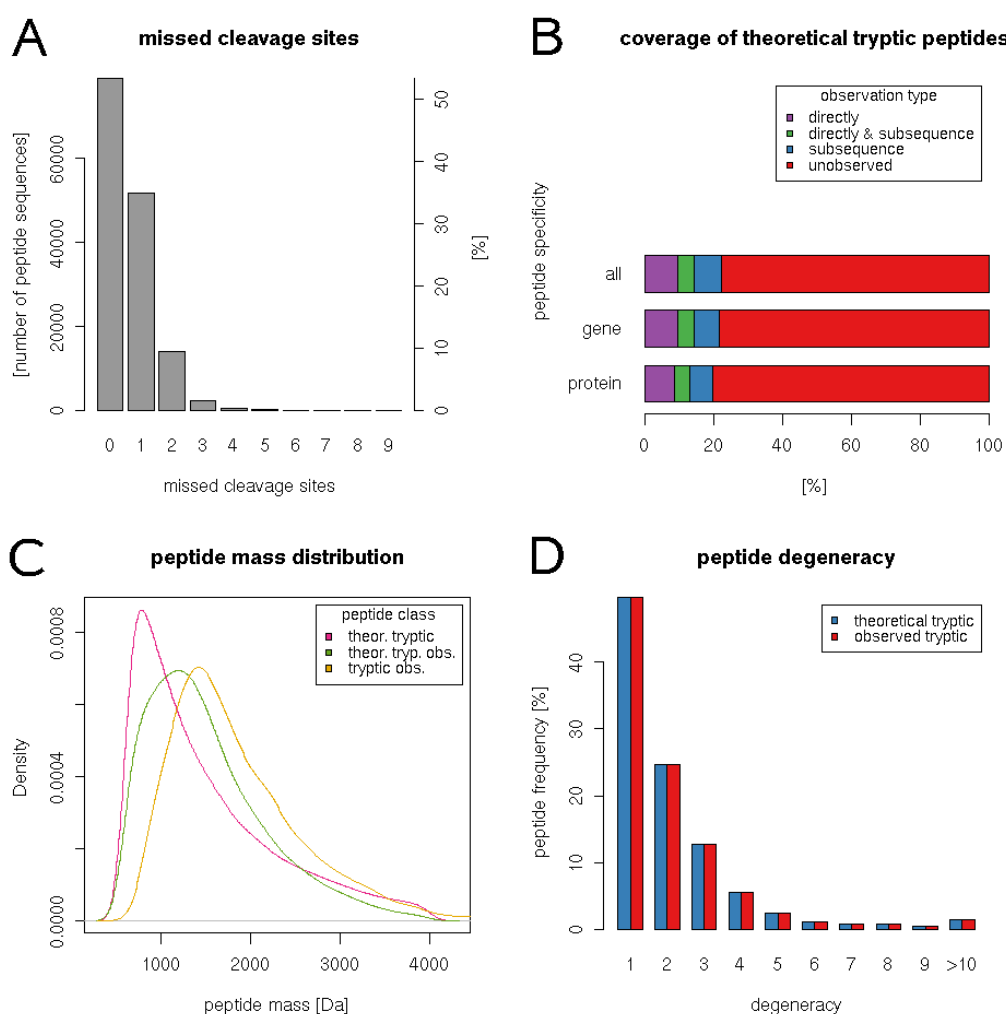 A
missed cleavage sites
[number of peptide sequences]
0
20000
40000
60000
0
10
20
30
40
50
[%]
0 1 2 3 4 5 6 7 8 9
missed cleavage sites
B
coverage of theoretical tryptic peptides
observation type
directly
directly & subsequence
subsequence
unobserved
peptide specificity
all
gene
protein
0 20 40 60 80 100
[%]
C
peptide mass distribution
peptide class
theor. tryptic
theor. tryp. obs.
tryptic obs.
Density
0.0000
0.0004
0.0008
1000 2000 3000 4000
peptide mass [Da]
D
peptide degeneracy
theoretical tryptic
observed tryptic
peptide frequency [%]
0
10
20
30
40
1 2 3 4 5 6 7 8 9 >10
degeneracy